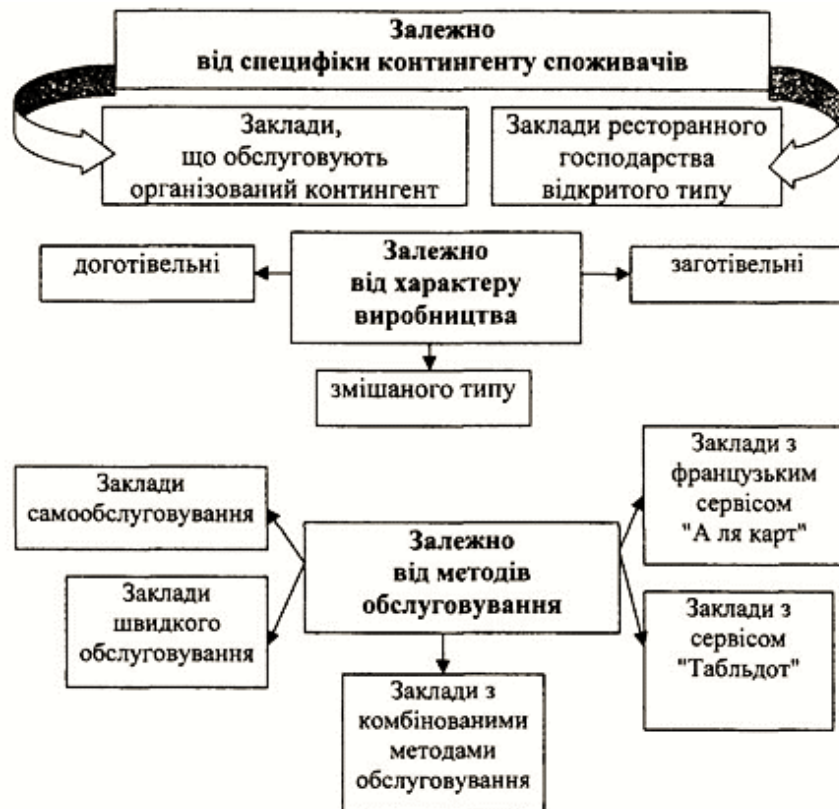 Залежно
від специфіки контингенту споживачів
Заклади,
що обслуговують
організований контингент
Заклади ресторанного
господарства
відкритого типу
доготівельні
Залежно
від характеру
виробництва
заготівельні
змішаного типу
Заклади
самообслуговування
Заклади
швидкого
обслуговування
Залежно
від методів
обслуговування
Заклади з
французьким
сервісом
"А ля карт"
Заклади з
сервісом
"Табльдот"
Заклади з
комбінованими
методами
обслуговування